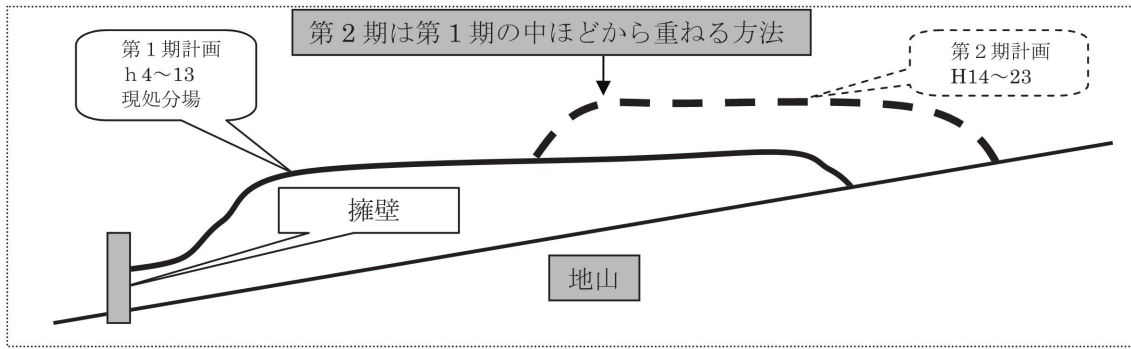 第２期は第１期の中ほどから重ねる方法
第１期計画
ｈ4～13
現処分場
第２期計画
H14～23
擁壁
地山